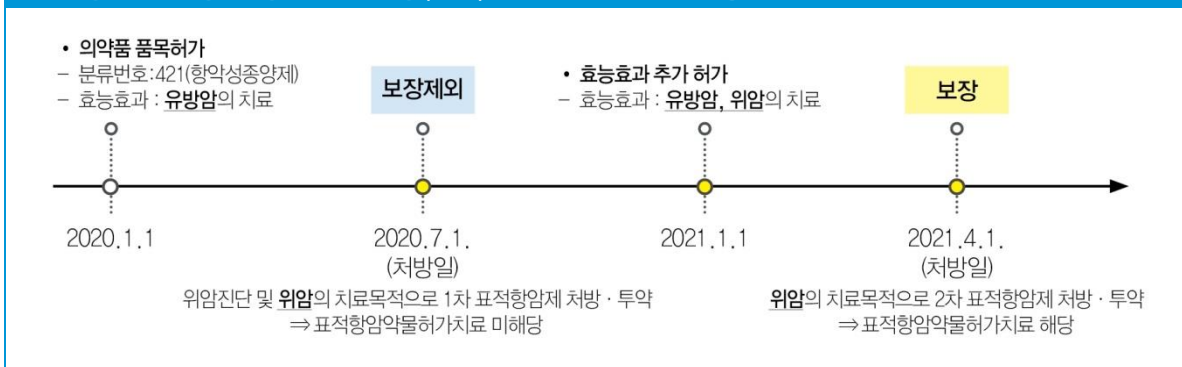 • 의약품 품목허가
– 분류번호:421(항악성종양제)
– 효능효과 : 유방암의 치료
보장제외
• 효능효과 추가 허가
– 효능효과 : 유방암, 위암의 치료
보장
2020.1.1
2020.7.1.
(처방일)
위암진단 및 위암의 치료목적으로 1차 표적항암제 처방 · 투약
⇒ 표적항암약물허가치료 미해당
2021.1.1
2021.4.1.
(처방일)
위암의 치료목적으로 2차 표적항암제 처방 · 투약
⇒ 표적항암약물허가치료 해당